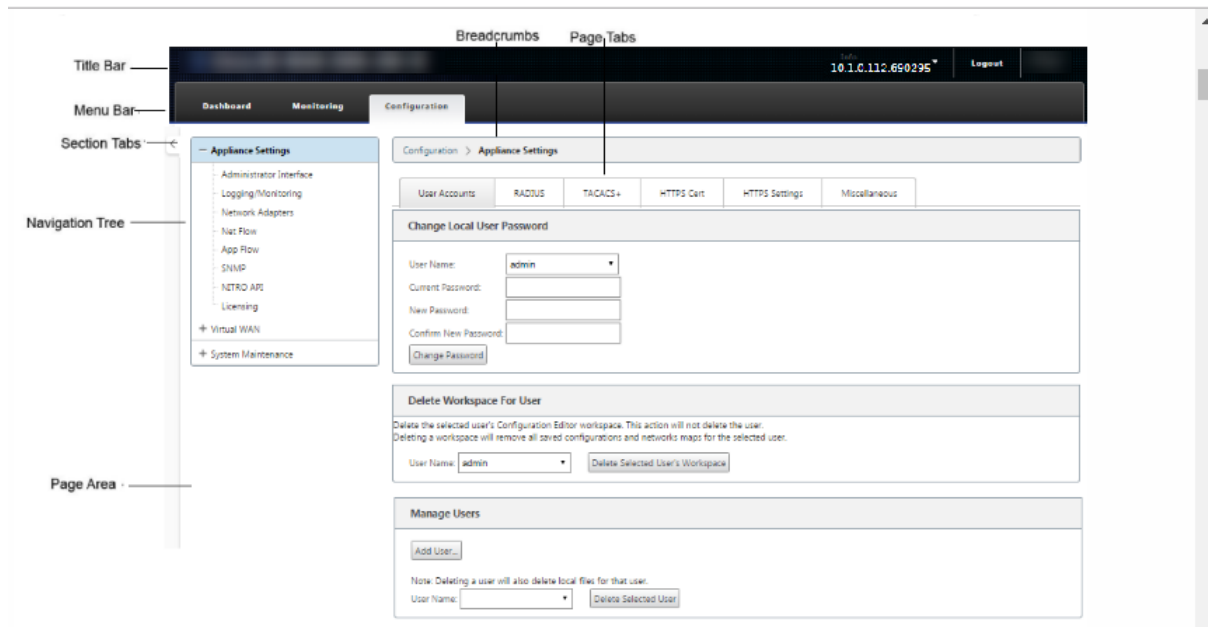 Breadcrumbs
Page Tabs
Title Bar
10.1.0.112.690295
Logout
Menu Bar
Dashboard
Monitoring
Configuration
Section Tabs
Appliance Settings
Configuration > Appliance Settings
Administrator Interface
Logging/Monitoring
Network Adapters
Net Flow
App Flow
SNMP
NITRO API
Licensing
+ Virtual WAN
+ System Maintenance
Navigation Tree
User Accounts
RADIUS
TACACS+
HTTPS Cert
HTTPS Settings
Miscellaneous
Change Local User Password
User Name: admin
Current Password:
New Password:
Confirm New Password:
Change Password
Delete Workspace For User
Delete the selected user's Configuration Editor workspace. This action will not delete the user.
Deleting a workspace will remove all saved configurations and networks maps for the selected user.
User Name: admin
Delete Selected User's Workspace
Page Area
Manage Users
Add User...
Note: Deleting a user will also delete local files for that user.
User Name:
Delete Selected User